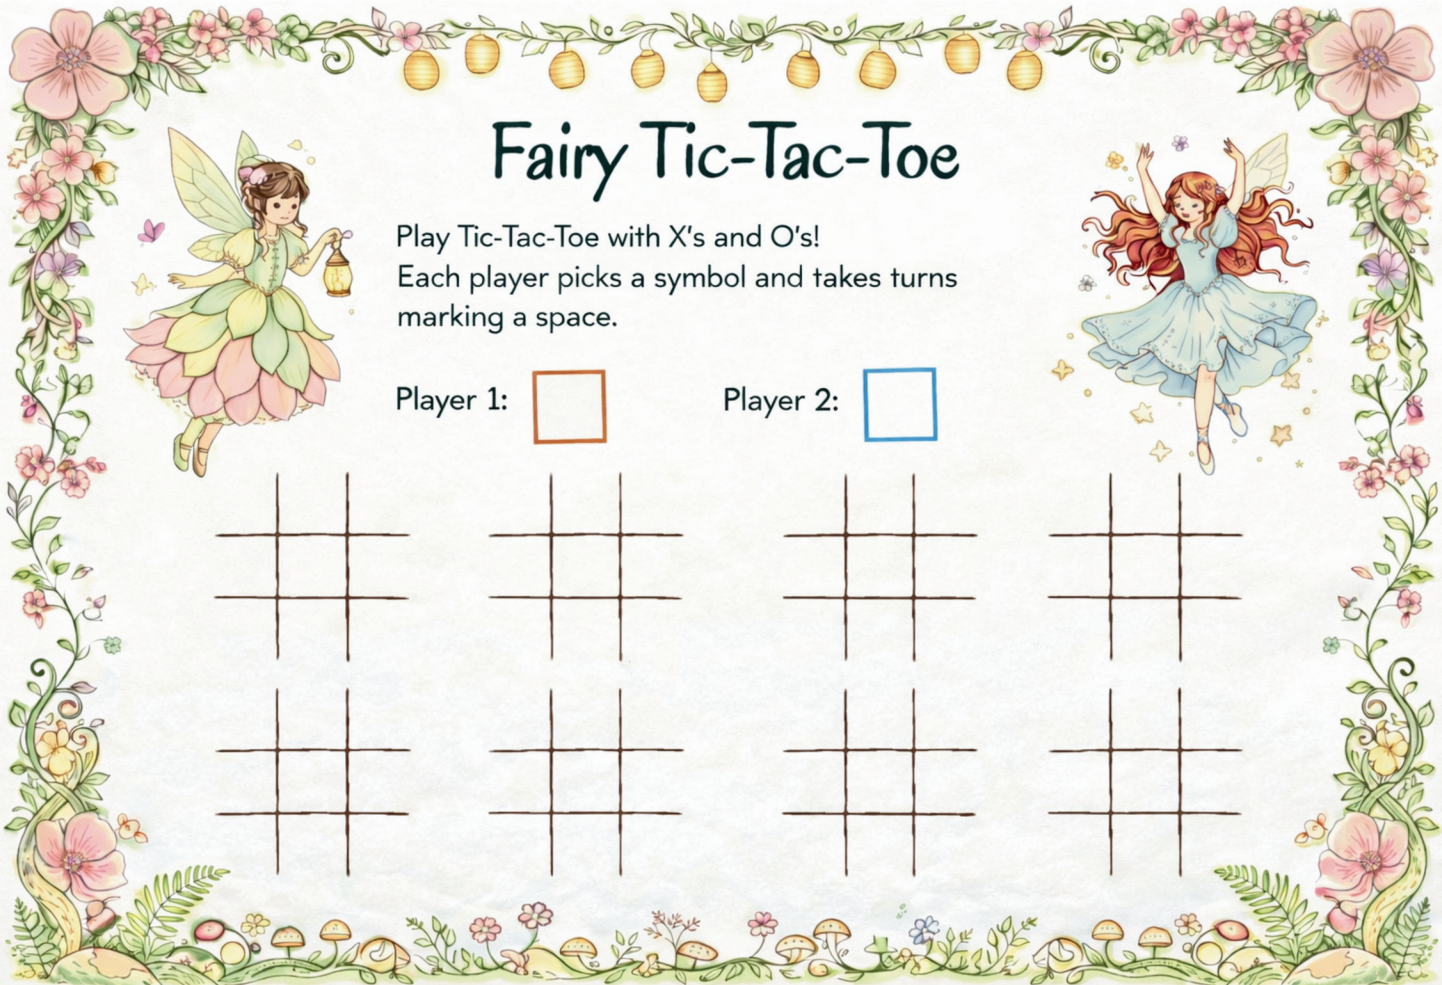 Fairy Tic-Tac-Toe
Play Tic-Tac-Toe with X's and O's!
Each player picks a symbol and takes turns
marking a space.
Player 1: Player 2: